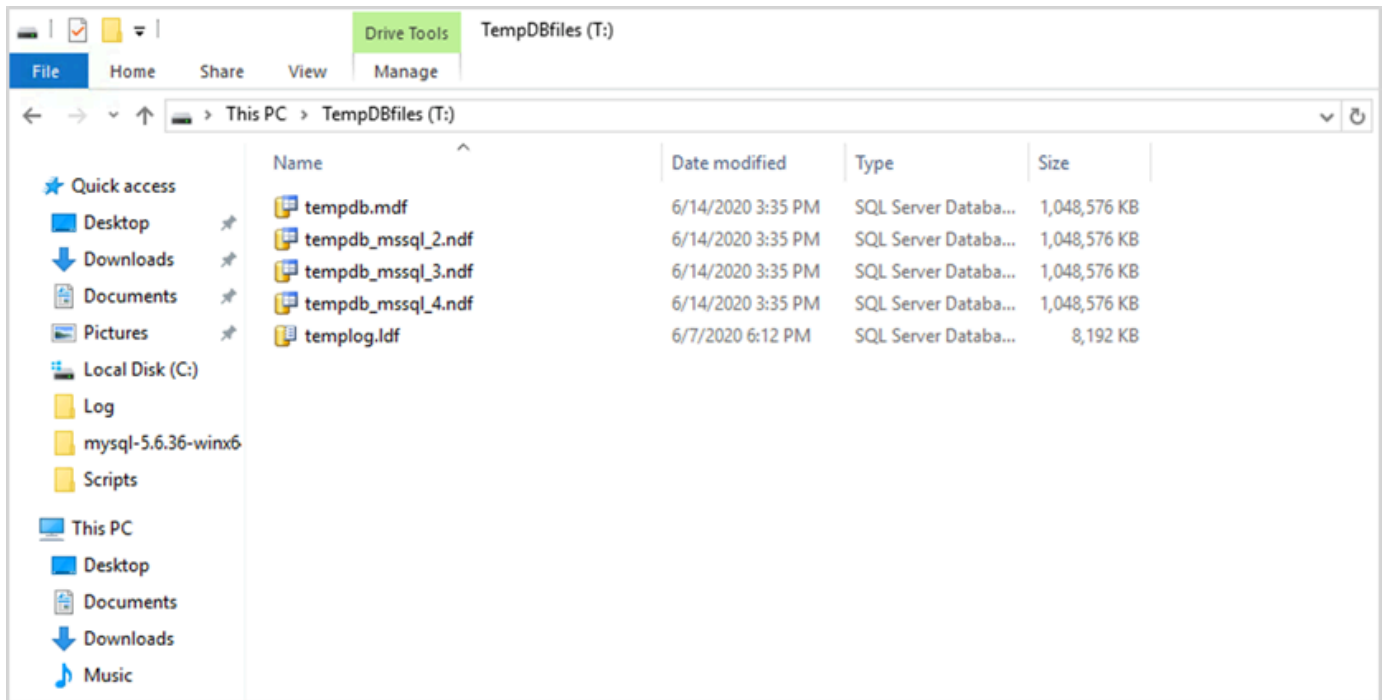 Drive Tools TempDBfiles (T:)
File Home Share View Manage
This PC > TempDBfiles (T:)
Name Date modified Type Size
Quick access
Desktop
Downloads
Documents
Pictures
Local Disk (C:)
Log
mysql-5.6.36-winx6
Scripts
This PC
Desktop
Documents
Downloads
Music
tempdb.mdf 6/14/2020 3:35 PM SQL Server Databa... 1,048,576 KB
tempdb_mssql_2.ndf 6/14/2020 3:35 PM SQL Server Databa... 1,048,576 KB
tempdb_mssql_3.ndf 6/14/2020 3:35 PM SQL Server Databa... 1,048,576 KB
tempdb_mssql_4.ndf 6/14/2020 3:35 PM SQL Server Databa... 1,048,576 KB
templog.ldf 6/7/2020 6:12 PM SQL Server Databa... 8,192 KB